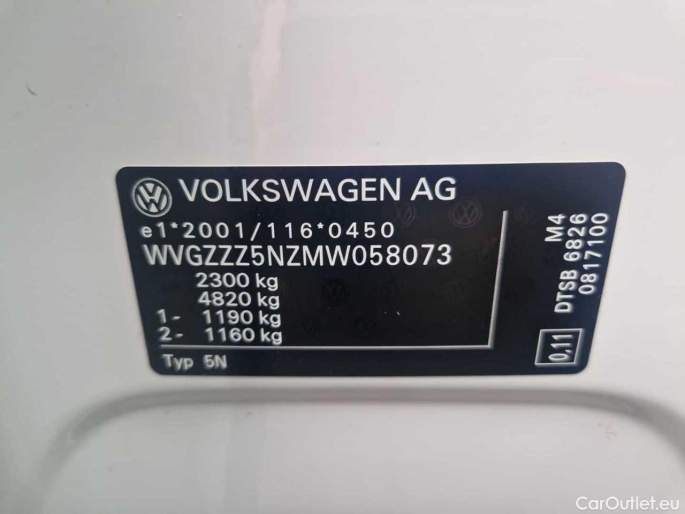 VOLKSWAGEN AG
e1*2001/116*0450
WVGZZZ5NZMW058073
2300 kg
4820 kg
1- 1190 kg
2- 1160 kg
Typ 5N
M4
DTSB 6826
0817100
0,11
CarOutlet.eu